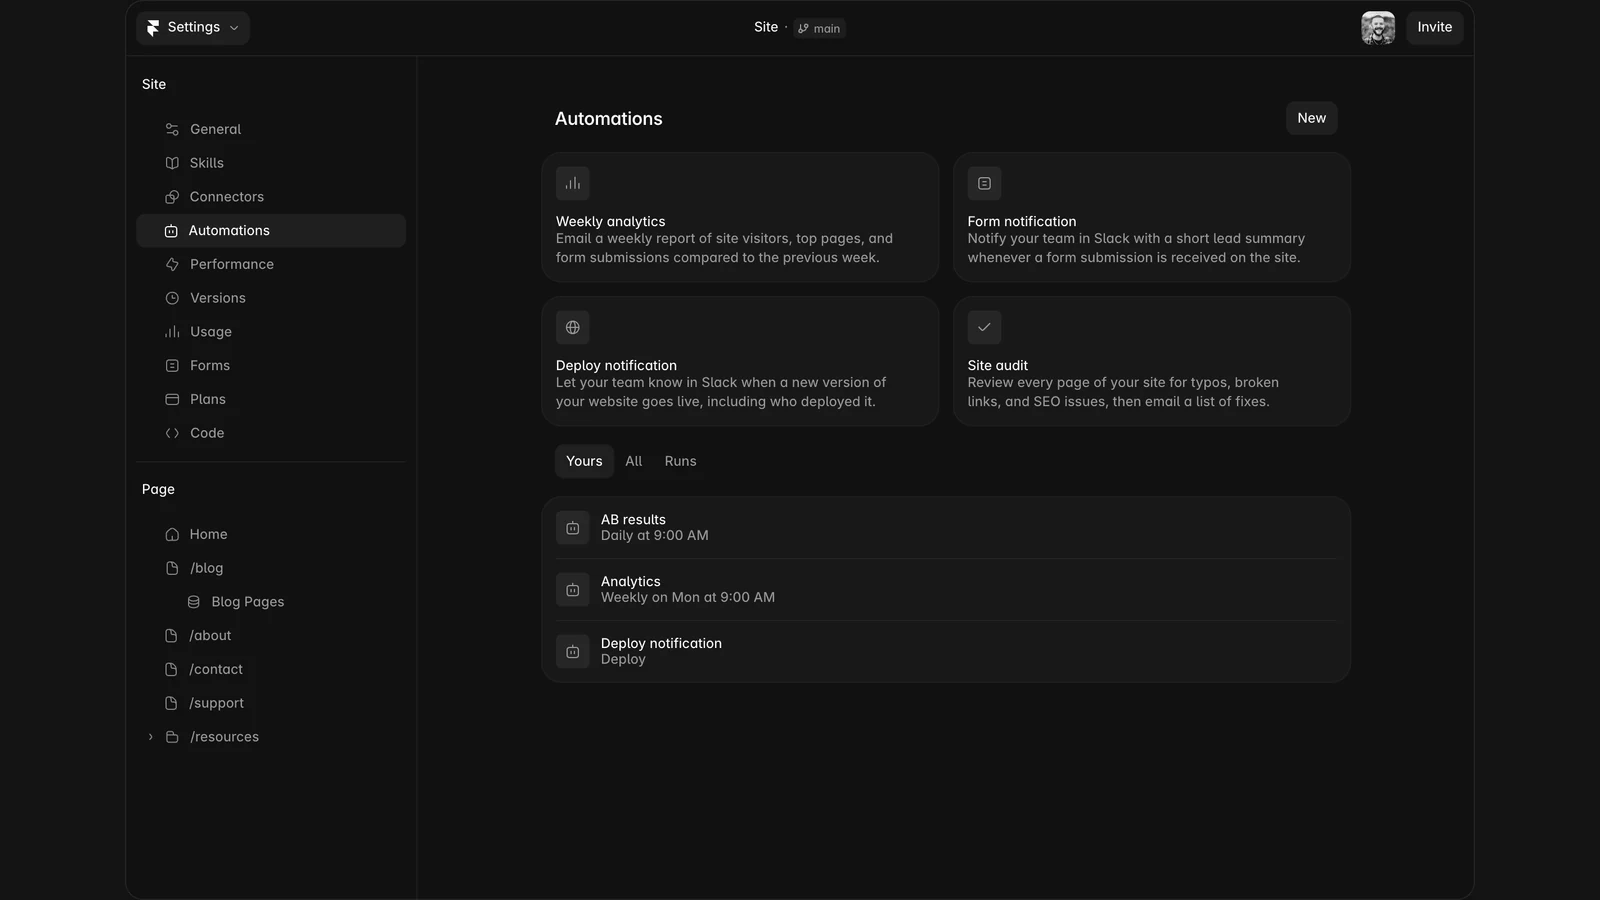 Settings
Site · main
Invite
Site
General
Skills
Connectors
Automations
Performance
Versions
Usage
Forms
Plans
Code
Page
Home
/blog
Blog Pages
/about
/contact
/support
/resources
Automations
New
Weekly analytics
Email a weekly report of site visitors, top pages, and
form submissions compared to the previous week.
Form notification
Notify your team in Slack with a short lead summary
whenever a form submission is received on the site.
Deploy notification
Let your team know in Slack when a new version of
your website goes live, including who deployed it.
Site audit
Review every page of your site for typos, broken
links, and SEO issues, then email a list of fixes.
Yours All Runs
AB results
Daily at 9:00 AM
Analytics
Weekly on Mon at 9:00 AM
Deploy notification
Deploy